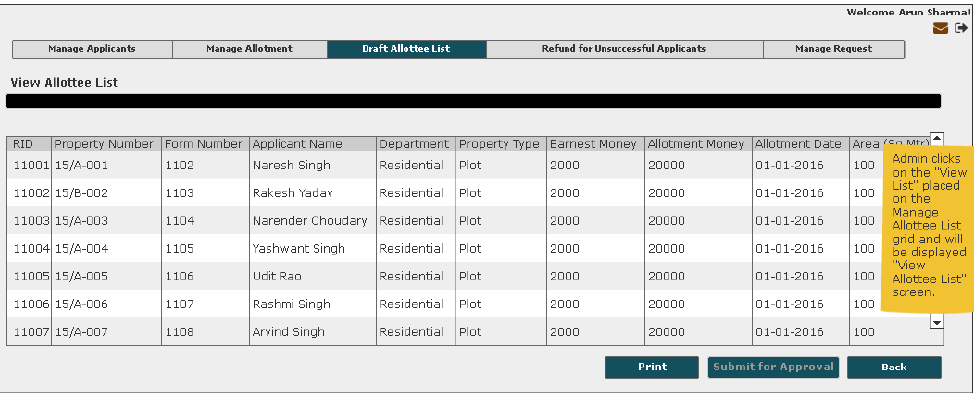 Welcome Arun Sharma!
Manage Applicants Manage Allotment Draft Allottee List Refund for Unsuccessful Applicants Manage Request
View Allottee List
RID Property Number Form Number Applicant Name Department Property Type Earnest Money Allotment Money Allotment Date Area (Sq Mtr)
11001 15/A-001 1102 Naresh Singh Residential Plot 2000 20000 01-01-2016 100
11002 15/B-002 1103 Rakesh Yadav Residential Plot 2000 20000 01-01-2016 100
11003 15/A-003 1104 Narender Choudary Residential Plot 2000 20000 01-01-2016 100
11004 15/A-004 1105 Yashwant Singh Residential Plot 2000 20000 01-01-2016 100
11005 15/A-005 1106 Udit Rao Residential Plot 2000 20000 01-01-2016 100
11006 15/A-006 1107 Rashmi Singh Residential Plot 2000 20000 01-01-2016 100
11007 15/A-007 1108 Arvind Singh Residential Plot 2000 20000 01-01-2016 100
Admin clicks
on the "View
List" placed
on the
Manage
Allottee List
grid and will
be displayed
"View
Allottee List"
screen.
Print Submit for Approval Back